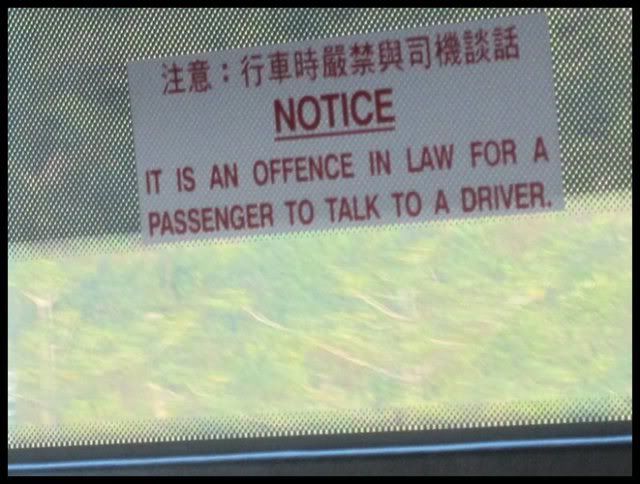 注意：行車時嚴禁與司機談話
NOTICE
IT IS AN OFFENCE IN LAW FOR A
PASSENGER TO TALK TO A DRIVER.